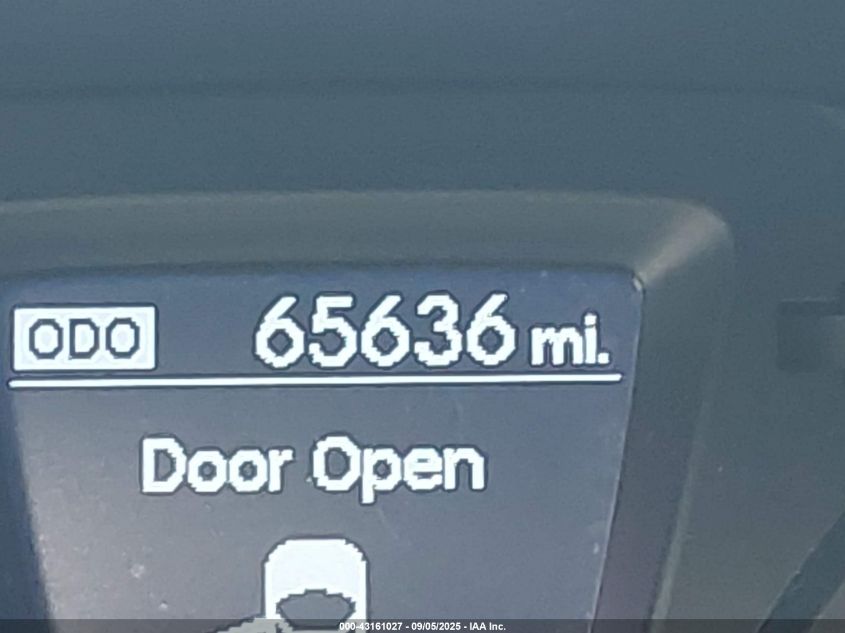 ODO 65636 mi.
Door Open
000-43161027 - 09/05/2025 - IAA Inc.